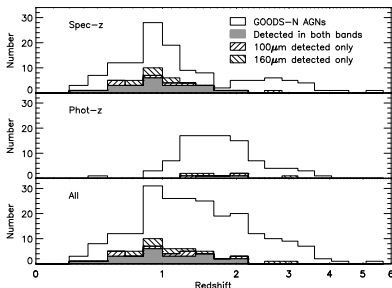 Spec-z
GOODS-N AGNs
Detected in both bands
100μm detected only
160μm detected only
30
20
10
0
Number
Phot-z
30
20
10
0
Number
All
30
20
10
0
Number
0 1 2 3 4 5 6
Redshift